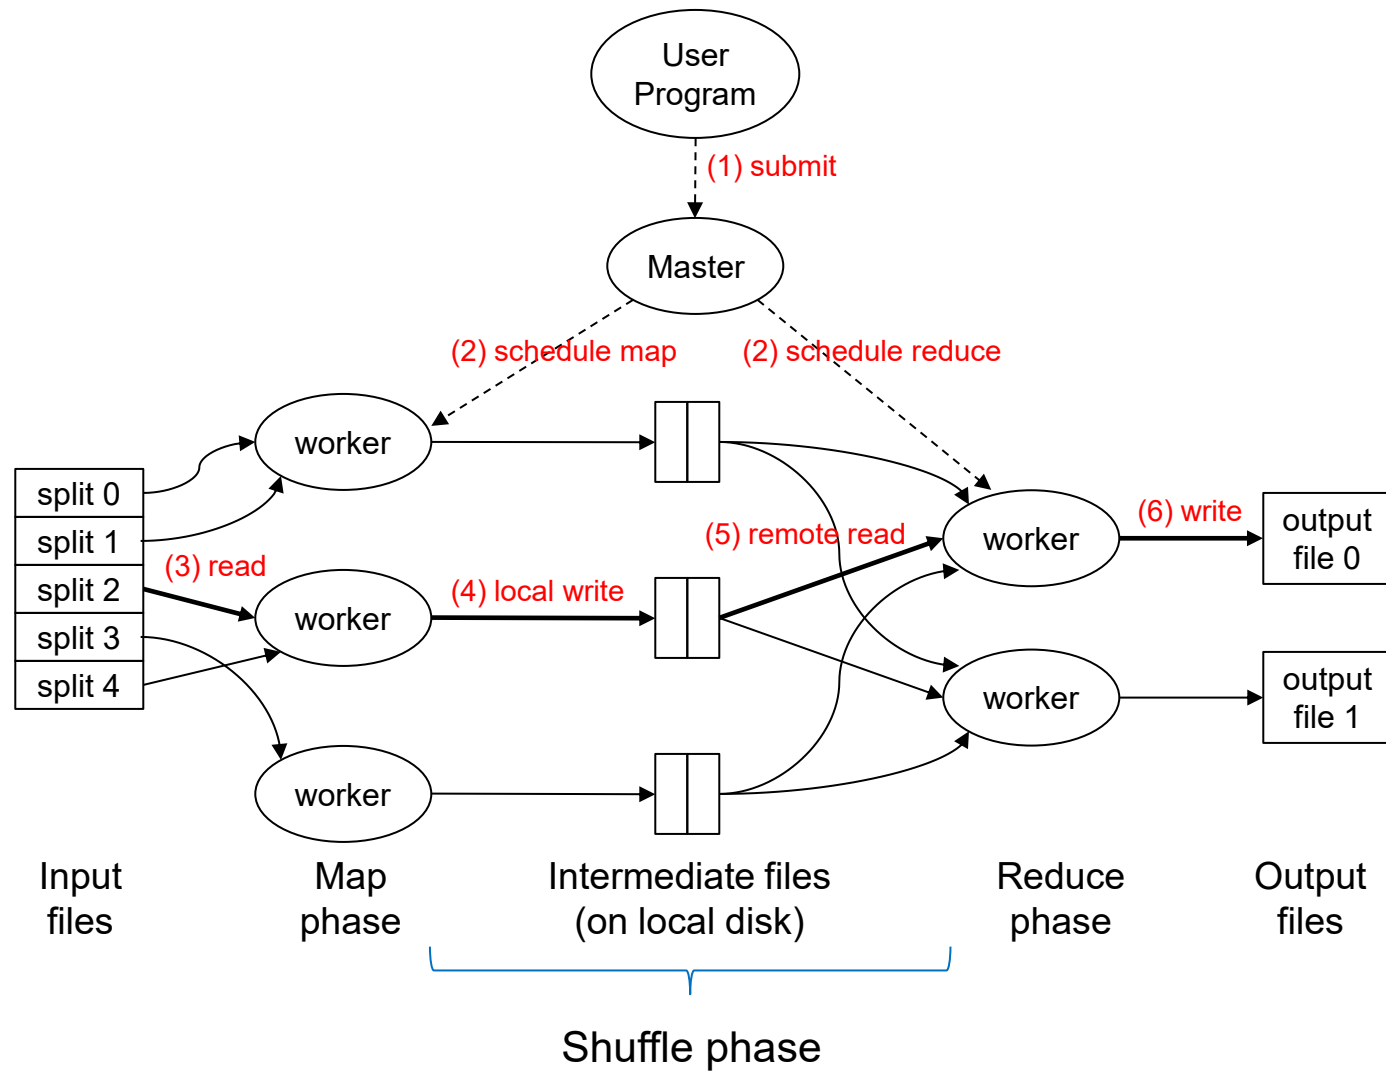 User
Program
(1) submit
Master
(2) schedule map
(2) schedule reduce
worker
split 0
split 1
split 2
split 3
split 4
(3) read
worker
(4) local write
worker
(5) remote read
worker
(6) write
output
file 0
worker
output
file 1
Input
files
Map
phase
Intermediate files
(on local disk)
Reduce
phase
Output
files
Shuffle phase